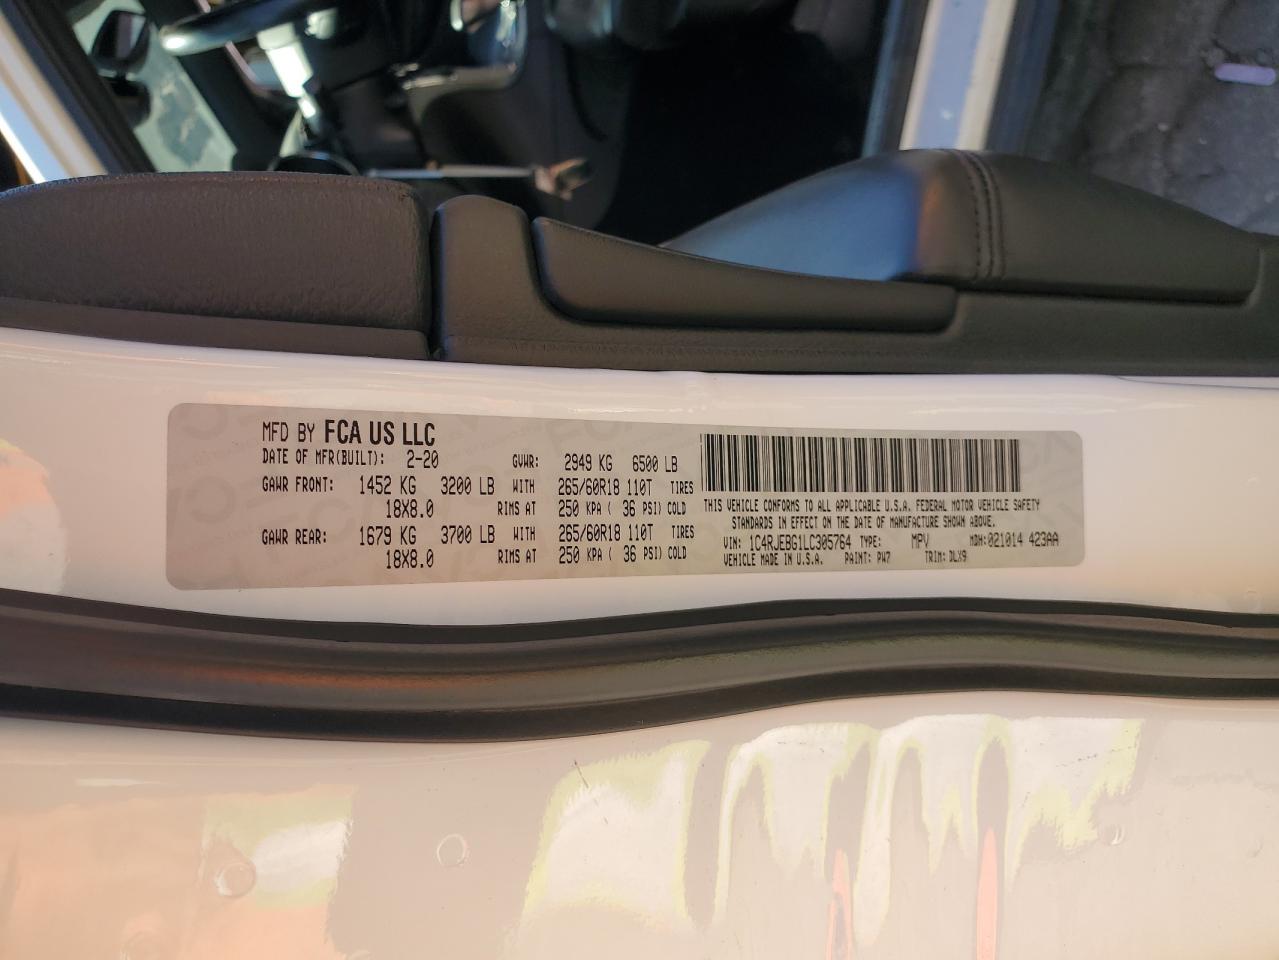 MFD BY FCA US LLC
DATE OF MFR(BUILT): 2-20 GVWR: 2949 KG 6500 LB
GAWR FRONT: 1452 KG 3200 LB WITH 265/60R18 110T TIRES
18X8.0 RIMS AT 250 KPA ( 36 PSI) COLD
GAWR REAR: 1679 KG 3700 LB WITH 265/60R18 110T TIRES
18X8.0 RIMS AT 250 KPA ( 36 PSI) COLD
THIS VEHICLE CONFORMS TO ALL APPLICABLE U.S.A. FEDERAL MOTOR VEHICLE SAFETY
STANDARDS IN EFFECT ON THE DATE OF MANUFACTURE SHOWN ABOVE.
VIN: 1C4RJEBG1LC305764 TYPE: MPV MDH: 021014 423AA
VEHICLE MADE IN U.S.A. PAINT: PW7 TRIM: DLX9